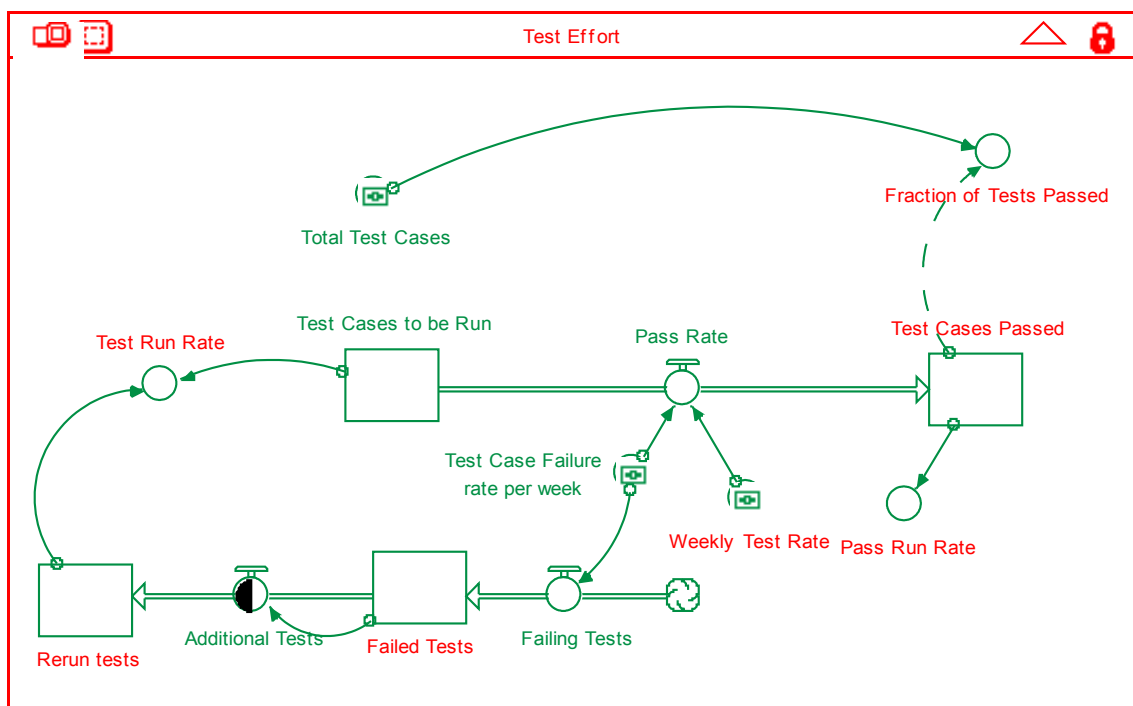 Test Effort
Fraction of Tests Passed
Total Test Cases
Test Cases to be Run
Pass Rate
Test Cases Passed
Test Run Rate
Test Case Failure
rate per week
Weekly Test Rate
Pass Run Rate
Additional Tests
Failed Tests
Failing Tests
Rerun tests